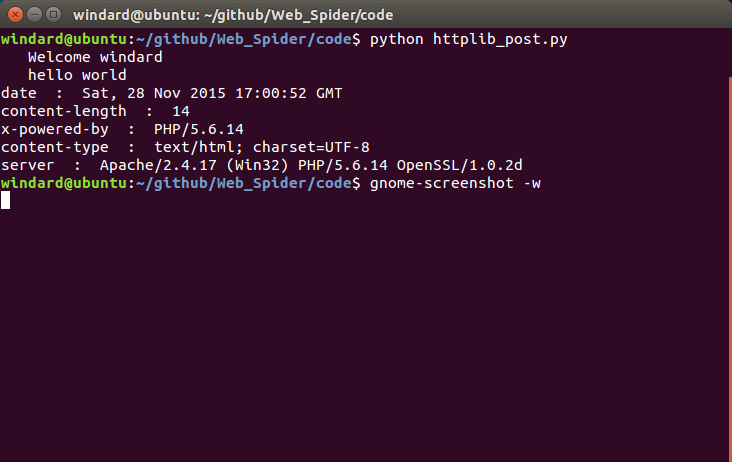 windard@ubuntu: ~/github/Web_Spider/code
windard@ubuntu:~/github/Web_Spider/code$ python httplib_post.py
   Welcome windard
   hello world
date  :  Sat, 28 Nov 2015 17:00:52 GMT
content-length  :  14
x-powered-by  :  PHP/5.6.14
content-type  :  text/html; charset=UTF-8
server  :  Apache/2.4.17 (Win32) PHP/5.6.14 OpenSSL/1.0.2d
windard@ubuntu:~/github/Web_Spider/code$ gnome-screenshot -w